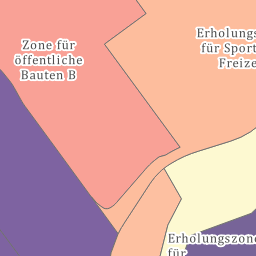 Zone für
öffentliche
Bauten B
Erholungs
für Sport
Freize
Erholungszone
für